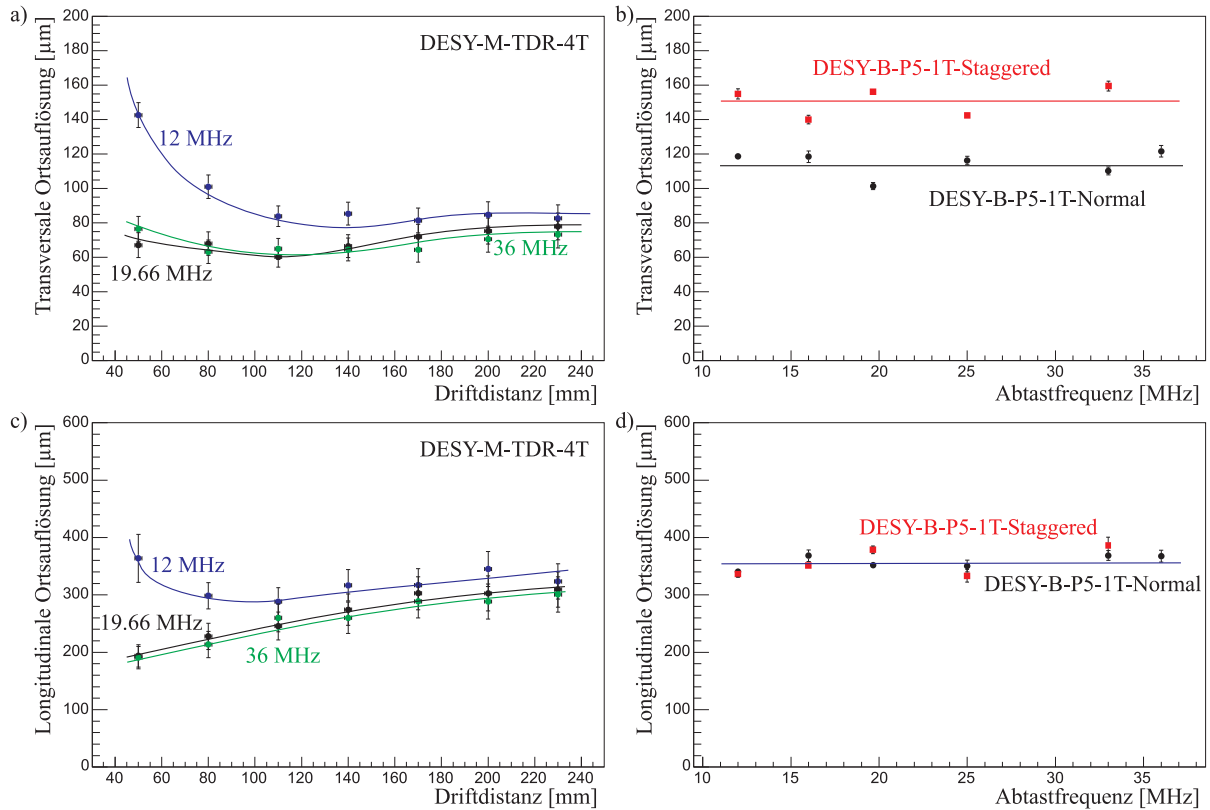 a)
Transversale Ortsauflösung [µm]
200
180
160
140
120
100
80
60
40
20
0
DESY-M-TDR-4T
12 MHz
19.66 MHz
36 MHz
40 60 80 100 120 140 160 180 200 220 240
Driftdistanz [mm]
b)
Transversale Ortsauflösung [µm]
200
180
160
140
120
100
80
60
40
20
0
DESY-B-P5-1T-Staggered
DESY-B-P5-1T-Normal
10 15 20 25 30 35
Abtastfrequenz [MHz]
c)
Longitudinale Ortsauflösung [µm]
600
500
400
300
200
100
0
DESY-M-TDR-4T
12 MHz
19.66 MHz
36 MHz
40 60 80 100 120 140 160 180 200 220 240
Driftdistanz [mm]
d)
Longitudinale Ortsauflösung [µm]
600
500
400
300
200
100
0
DESY-B-P5-1T-Staggered
DESY-B-P5-1T-Normal
10 15 20 25 30 35
Abtastfrequenz [MHz]